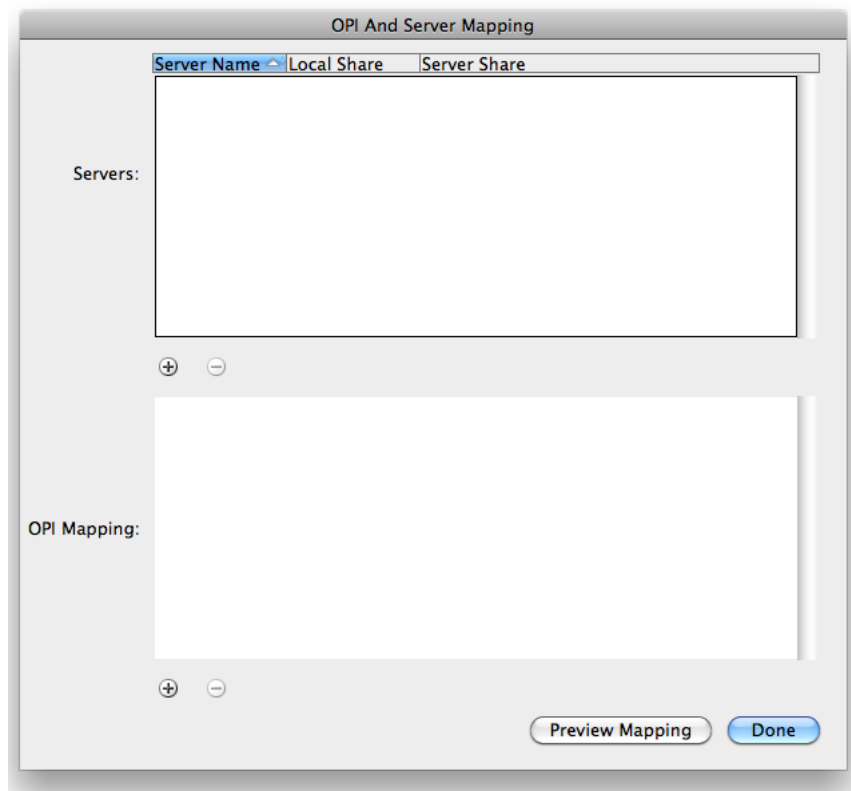 OPI And Server Mapping
Server Name Local Share Server Share
Servers:
OPI Mapping:
Preview Mapping Done